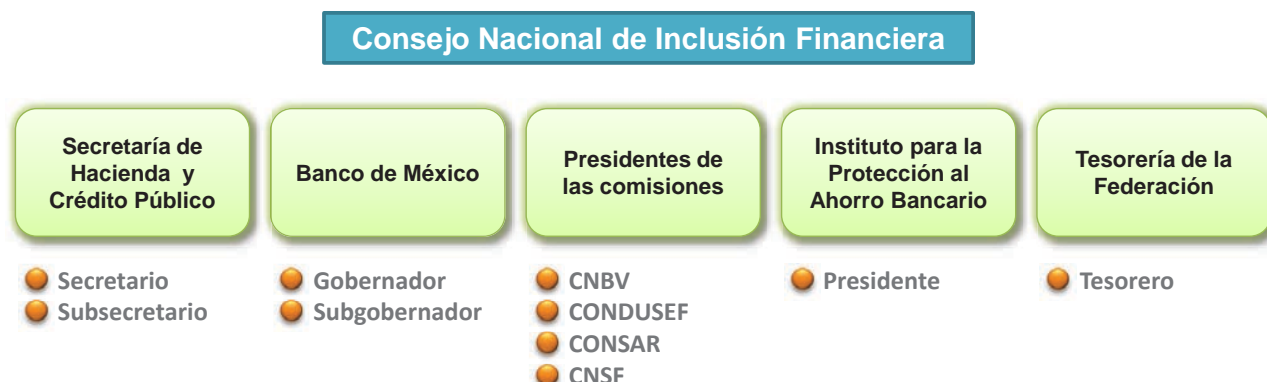 Consejo Nacional de Inclusión Financiera
Secretaría de
Hacienda y
Crédito Público
Banco de México
Presidentes de
las comisiones
Instituto para la
Protección al
Ahorro Bancario
Tesorería de la
Federación
Secretario
Subsecretario
Gobernador
Subgobernador
CNBV
CONDUSEF
CONSAR
CNSF
Presidente
Tesorero